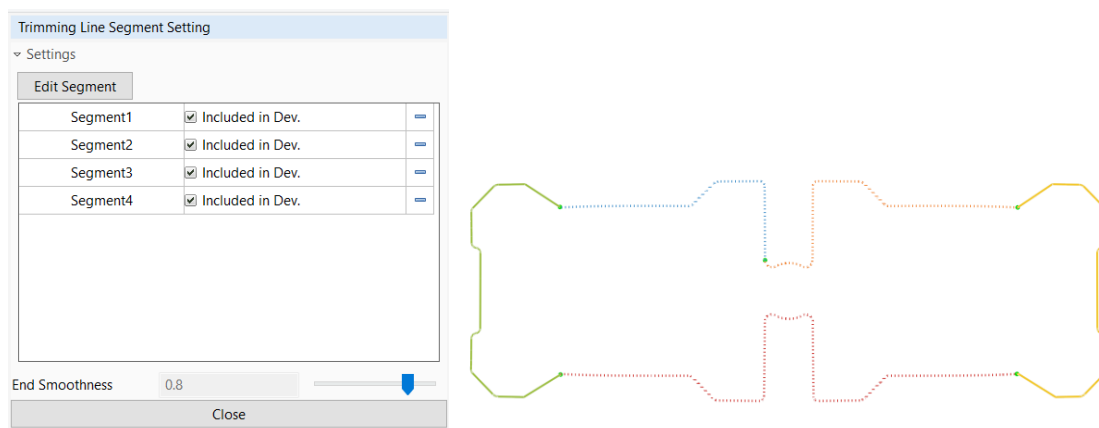 Trimming Line Segment Setting
Settings
Edit Segment
Segment1 Included in Dev.
Segment2 Included in Dev.
Segment3 Included in Dev.
Segment4 Included in Dev.
End Smoothness 0.8
Close